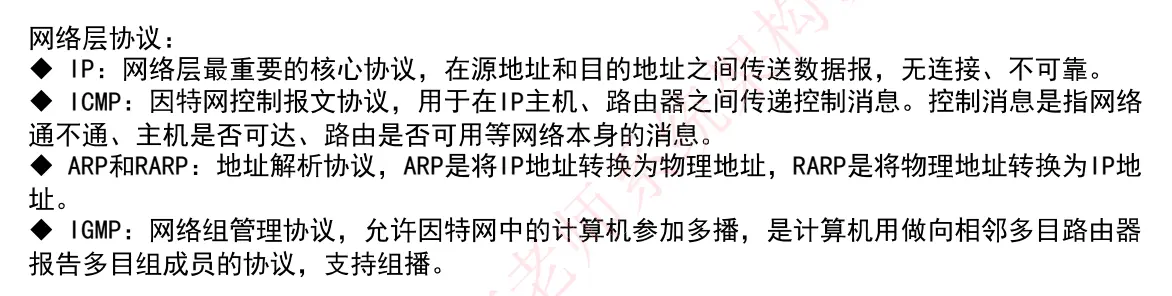 网络层协议：
◆ IP：网络层最重要的核心协议，在源地址和目的地址之间传送数据报，无连接、不可靠。
◆ ICMP：因特网控制报文协议，用于在IP主机、路由器之间传递控制消息。控制消息是指网络
通不通、主机是否可达、路由是否可用等网络本身的消息。
◆ ARP和RARP：地址解析协议，ARP是将IP地址转换为物理地址，RARP是将物理地址转换为IP地
址。
◆ IGMP：网络组管理协议，允许因特网中的计算机参加多播，是计算机用做向相邻多目路由器
报告多目组成员的协议，支持组播。
老师系统架构